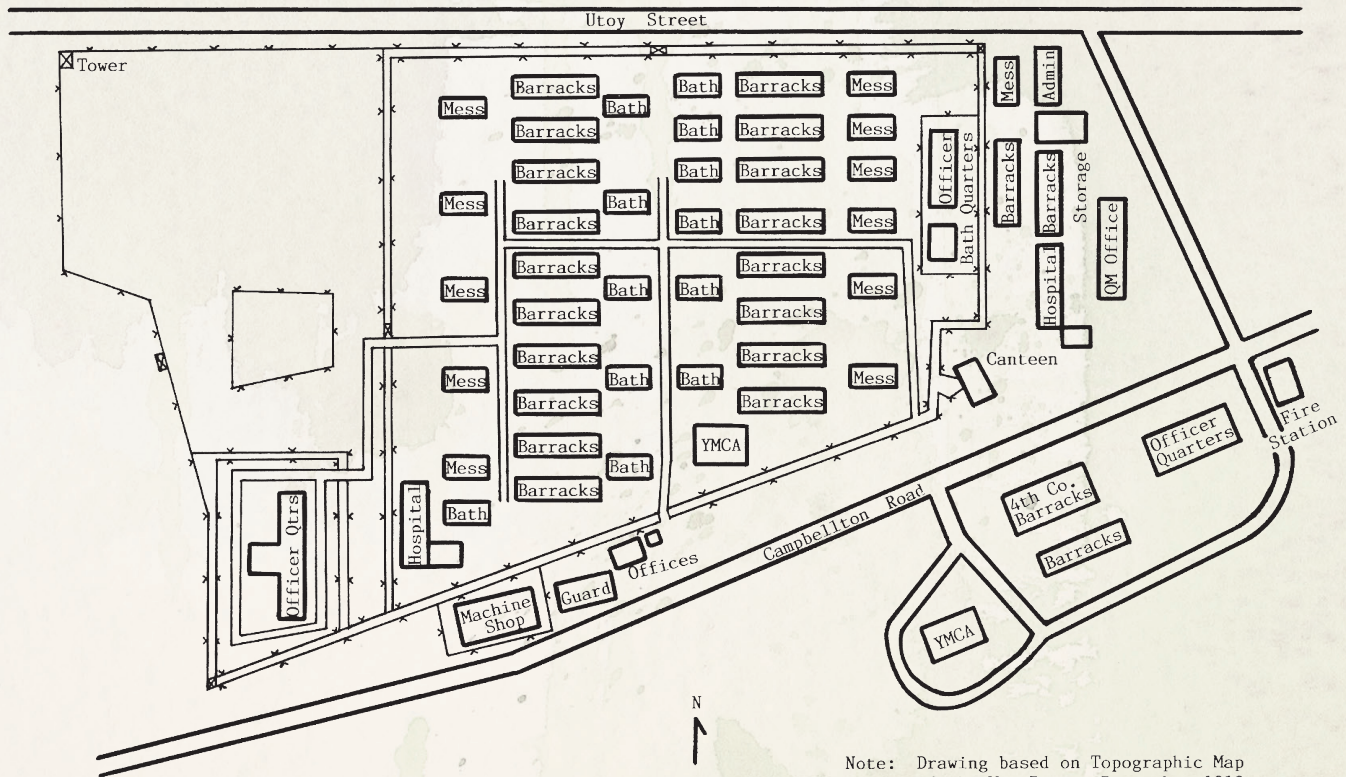 Utoy Street
Tower
Mess
Barracks
Bath
Bath
Barracks
Mess
Mess
Admin
Barracks
Bath
Barracks
Mess
Barracks
Bath
Barracks
Mess
Officer
Bath Quarters
Barracks
Barracks
Storage
Mess
Bath
Barracks
Bath
Barracks
Mess
QM Office
Hospital
Mess
Barracks
Bath
Bath
Barracks
Mess
Barracks
Barracks
Barracks
Barracks
Canteen
Mess
Bath
Bath
Mess
Barracks
Barracks
Fire
Station
Barracks
YMCA
Officer
Quarters
Mess
Bath
Barracks
4th Co.
Barracks
Bath
Hospital
Officer Qtrs
Campbellton Road
Barracks
Offices
Guard
Machine
Shop
YMCA
N
Note: Drawing based on Topographic Map